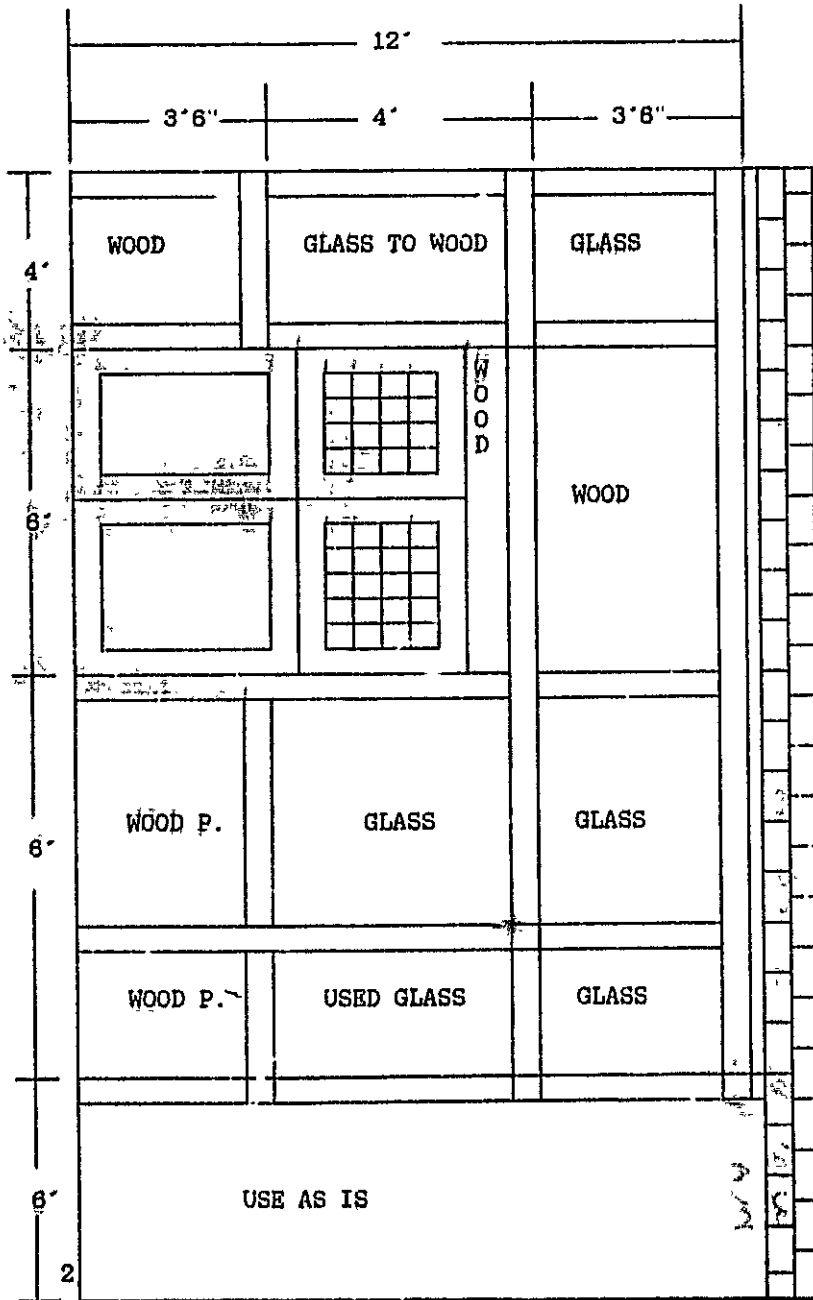 12'
3'6" 4' 3'6"
WOOD GLASS TO WOOD GLASS
4'
WOOD
WOOD
6'
WOOD P. GLASS GLASS
6'
WOOD P. USED GLASS GLASS
USE AS IS
6'
2